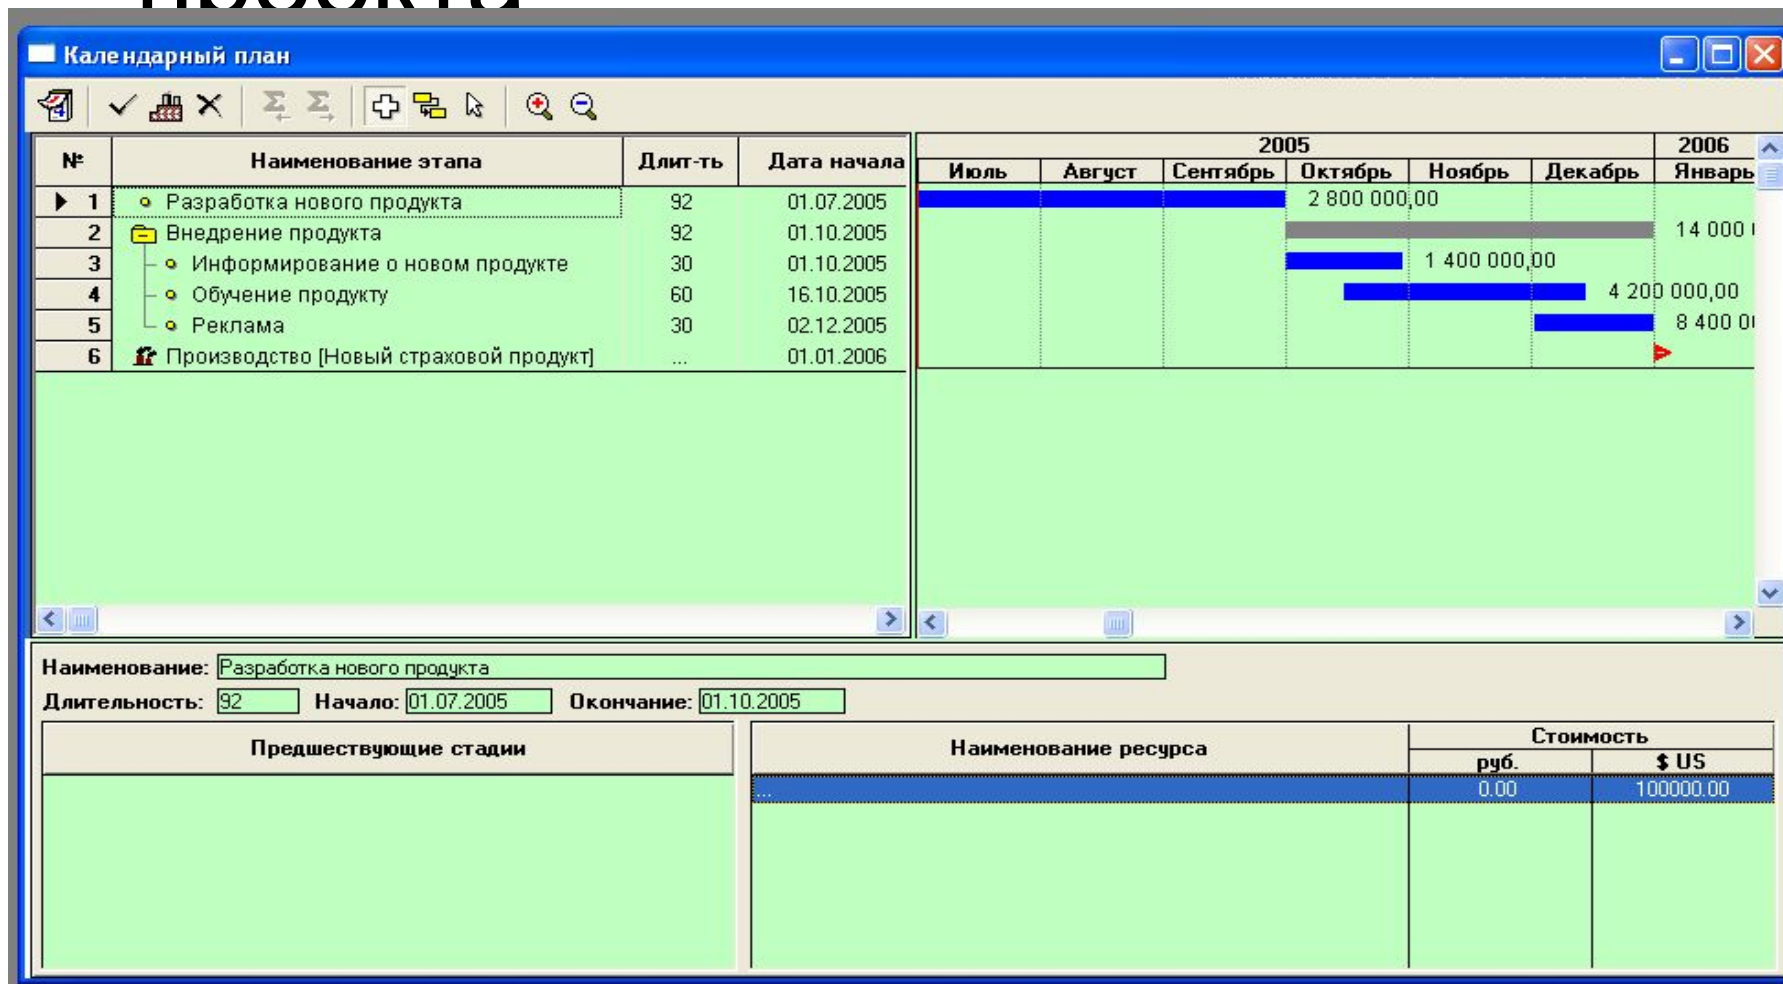 проекта
Календарный план
№ Наименование этапа Длит-ть Дата начала
2005 2006
Июль Август Сентябрь Октябрь Ноябрь Декабрь Январь
1 Разработка нового продукта 92 01.07.2005 2 800 000,00
2 Внедрение продукта 92 01.10.2005 14 000
3 Информирование о новом продукте 30 01.10.2005 1 400 000,00
4 Обучение продукту 60 16.10.2005 4 200 000,00
5 Реклама 30 02.12.2005 8 400 0
6 Производство [Новый страховой продукт] ... 01.01.2006
Наименование: Разработка нового продукта
Длительность: 92 Начало: 01.07.2005 Окончание: 01.10.2005
Предшествующие стадии Наименование ресурса Стоимость
руб. $ US
... 0.00 100000.00